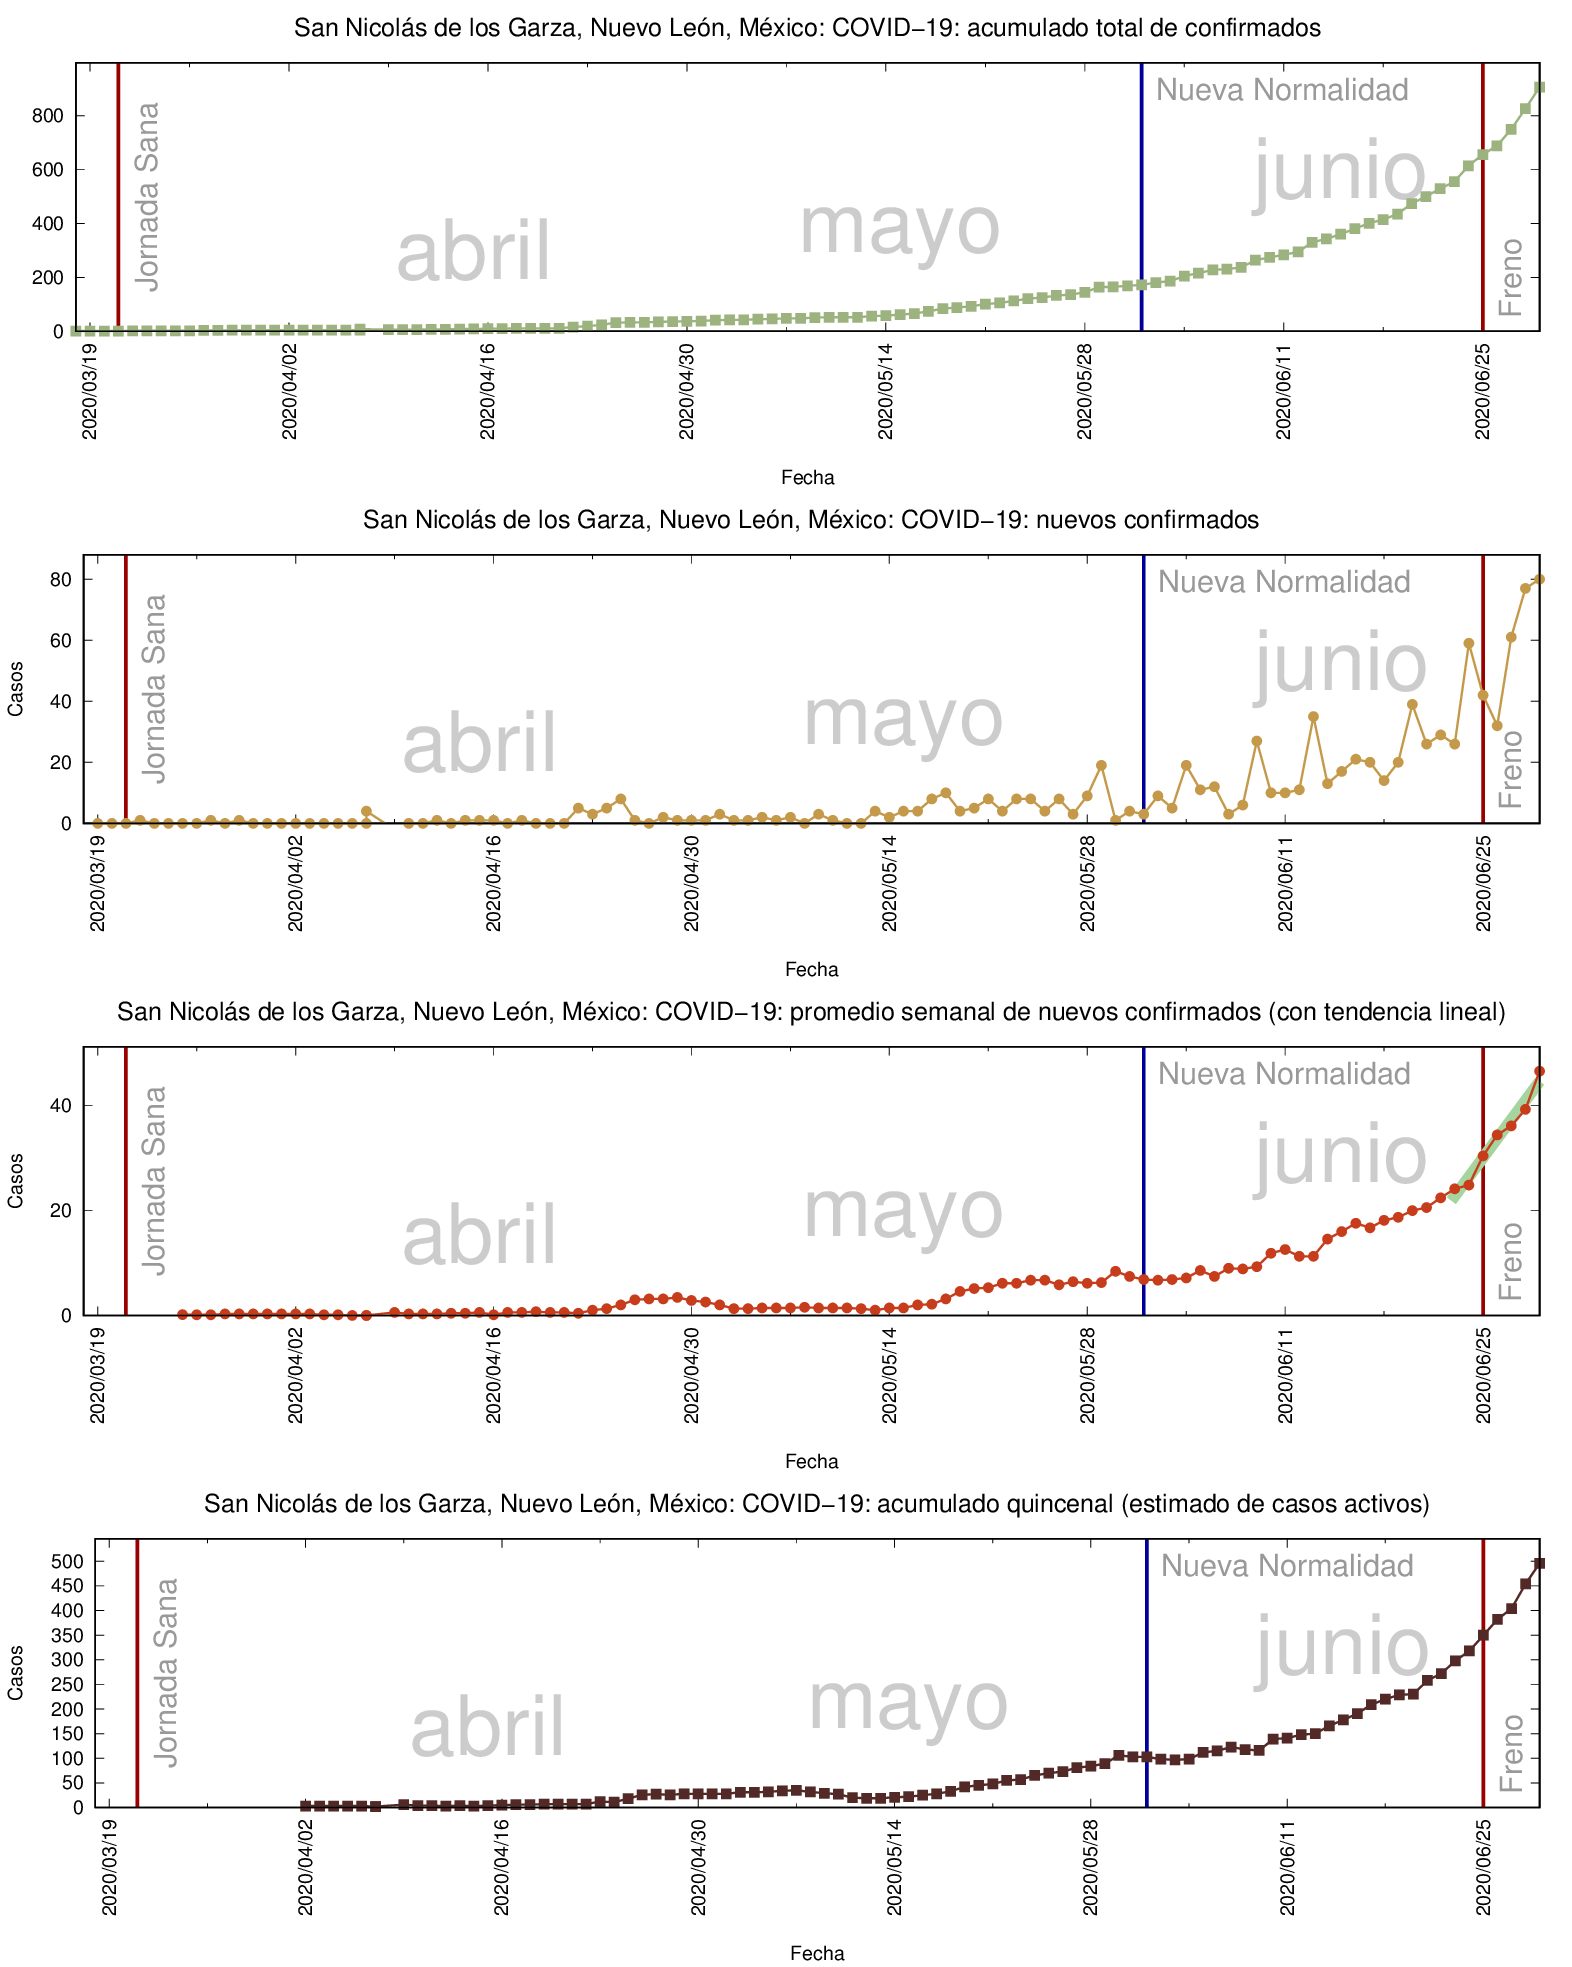 San Nicolás de los Garza, Nuevo León, México: COVID−19: acumulado total de confirmados
Nueva Normalidad
Jornada Sana
abril
mayo
junio
Freno
800
600
400
200
0
2020/03/19
2020/04/02
2020/04/16
2020/04/30
2020/05/14
2020/05/28
2020/06/11
2020/06/25
Fecha
San Nicolás de los Garza, Nuevo León, México: COVID−19: nuevos confirmados
Nueva Normalidad
Jornada Sana
abril
mayo
junio
Freno
Casos
80
60
40
20
0
2020/03/19
2020/04/02
2020/04/16
2020/04/30
2020/05/14
2020/05/28
2020/06/11
2020/06/25
Fecha
San Nicolás de los Garza, Nuevo León, México: COVID−19: promedio semanal de nuevos confirmados (con tendencia lineal)
Nueva Normalidad
Jornada Sana
abril
mayo
junio
Freno
Casos
40
20
0
2020/03/19
2020/04/02
2020/04/16
2020/04/30
2020/05/14
2020/05/28
2020/06/11
2020/06/25
Fecha
San Nicolás de los Garza, Nuevo León, México: COVID−19: acumulado quincenal (estimado de casos activos)
Nueva Normalidad
Jornada Sana
abril
mayo
junio
Freno
Casos
500
450
400
350
300
250
200
150
100
50
0
2020/03/19
2020/04/02
2020/04/16
2020/04/30
2020/05/14
2020/05/28
2020/06/11
2020/06/25
Fecha